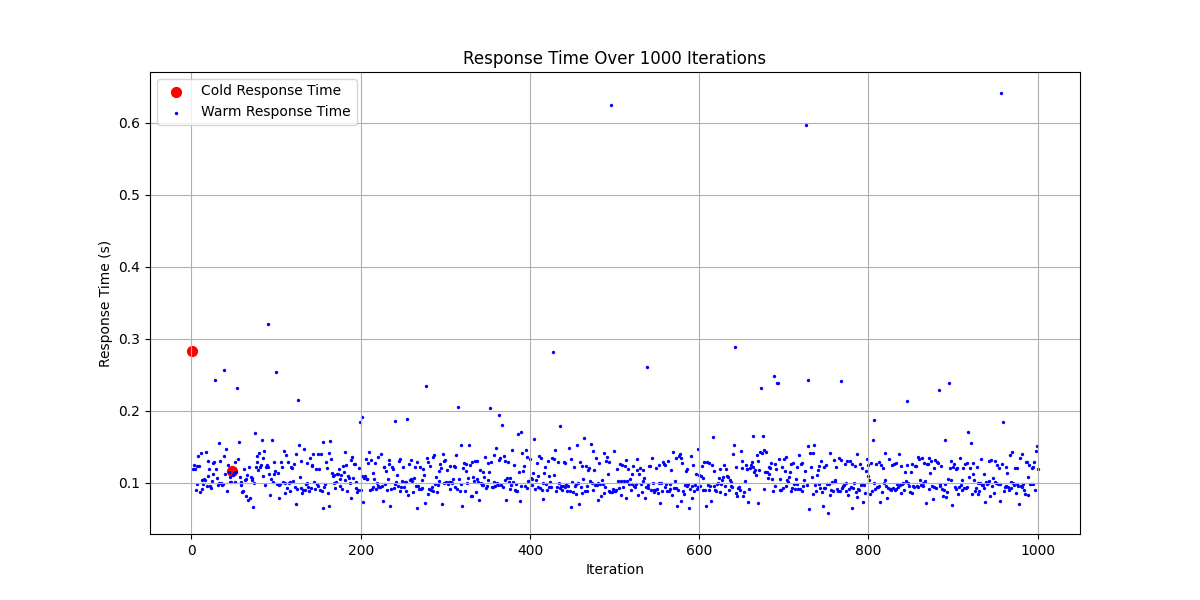 Response Time Over 1000 Iterations
Cold Response Time
Warm Response Time
0.6
0.5
0.4
0.3
0.2
0.1
Response Time (s)
0 200 400 600 800 1000
Iteration